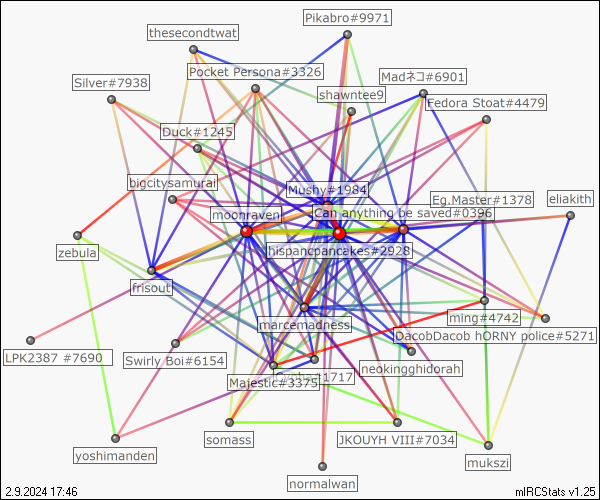 Pikabro#9971
thesecondtwat
Pocket Persona#3326
Madネコ#6901
Silver#7938
shawntee9
Fedora Stoat#4479
Duck#1245
bigcitysamurai
Mushy#1984
Eg.Master#1378
eliakith
moonraven
Can anything be saved#0396
zebula
hispancpancakes#2928
frisout
marcemadness
ming#4742
DacobDacob hORNY police#5271
LPK2387 #7690
Swirly Boi#6154
neokingghidorah
Majestic#3375
#1717
somass
JKOUYH VIII#7034
yoshimanden
mukszi
normalwan
2.9.2024 17:46
mIRCStats v1.25